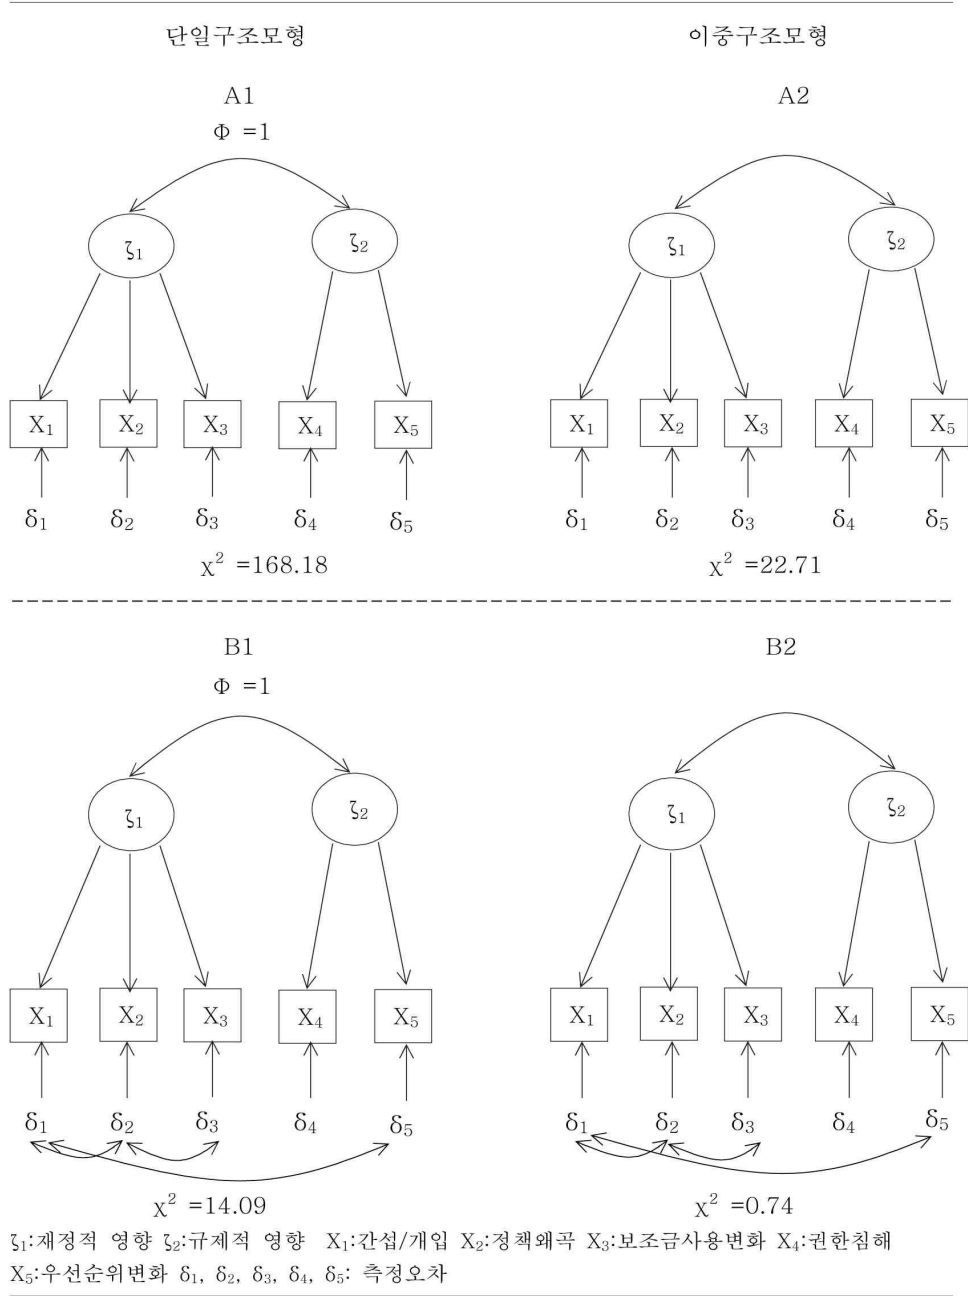 단일구조모형 이중구조모형
A1 A2
Φ =1
ζ₁ ζ₂ ζ₁ ζ₂
X₁ X₂ X₃ X₄ X₅ X₁ X₂ X₃ X₄ X₅
δ₁ δ₂ δ₃ δ₄ δ₅ δ₁ δ₂ δ₃ δ₄ δ₅
χ² =168.18 χ² =22.71
B1 B2
Φ =1
ζ₁ ζ₂ ζ₁ ζ₂
X₁ X₂ X₃ X₄ X₅ X₁ X₂ X₃ X₄ X₅
δ₁ δ₂ δ₃ δ₄ δ₅ δ₁ δ₂ δ₃ δ₄ δ₅
χ² =14.09 χ² =0.74
ζ₁:재정적 영향 ζ₂:규제적 영향 X₁:간섭/개입 X₂:정책왜곡 X₃:보조금사용변화 X₄:권한침해
X₅:우선순위변화 δ₁, δ₂, δ₃, δ₄, δ₅: 측정오차